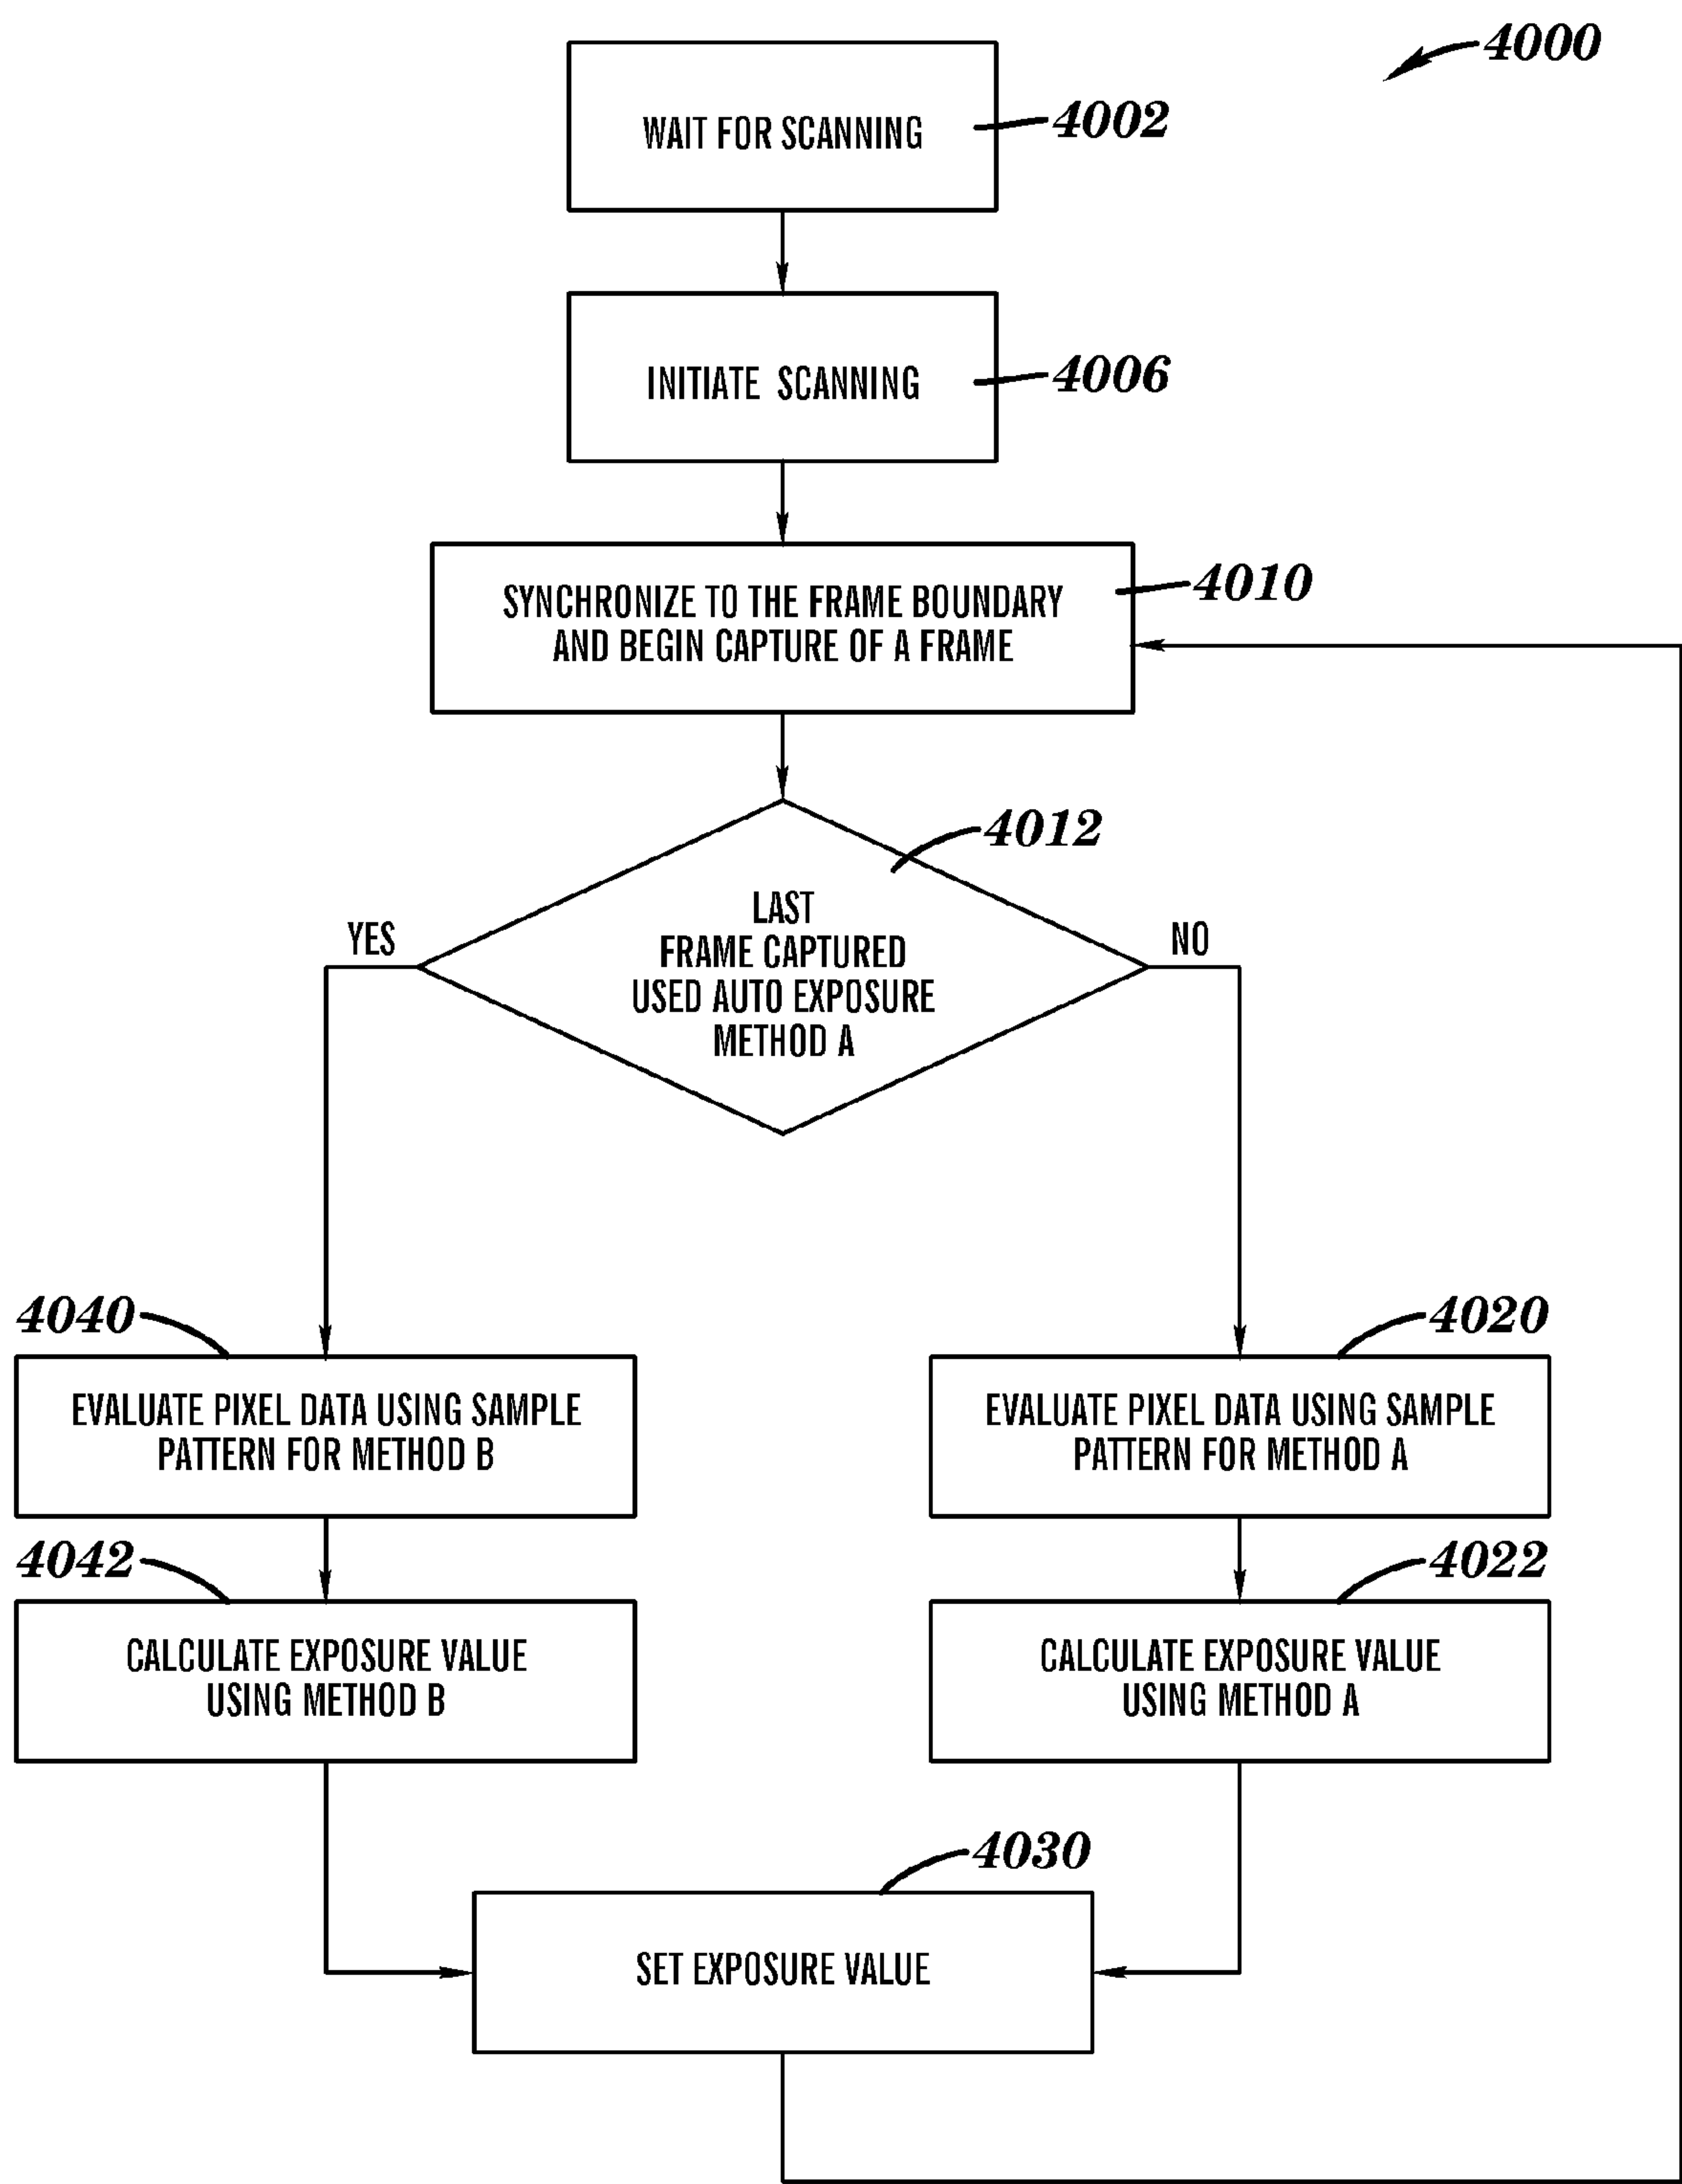 4000
WAIT FOR SCANNING
4002
INITIATE SCANNING
4006
SYNCHRONIZE TO THE FRAME BOUNDARY
AND BEGIN CAPTURE OF A FRAME
4010
4012
LAST
FRAME CAPTURED
USED AUTO EXPOSURE
METHOD A
YES
NO
4040
EVALUATE PIXEL DATA USING SAMPLE
PATTERN FOR METHOD B
4020
EVALUATE PIXEL DATA USING SAMPLE
PATTERN FOR METHOD A
4042
CALCULATE EXPOSURE VALUE
USING METHOD B
4022
CALCULATE EXPOSURE VALUE
USING METHOD A
4030
SET EXPOSURE VALUE